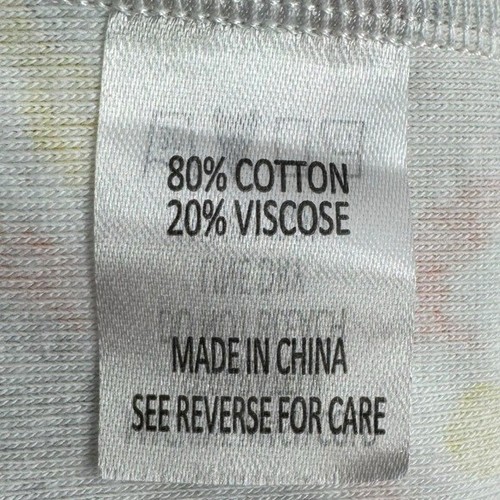 80% COTTON
20% VISCOSE
MADE IN CHINA
SEE REVERSE FOR CARE